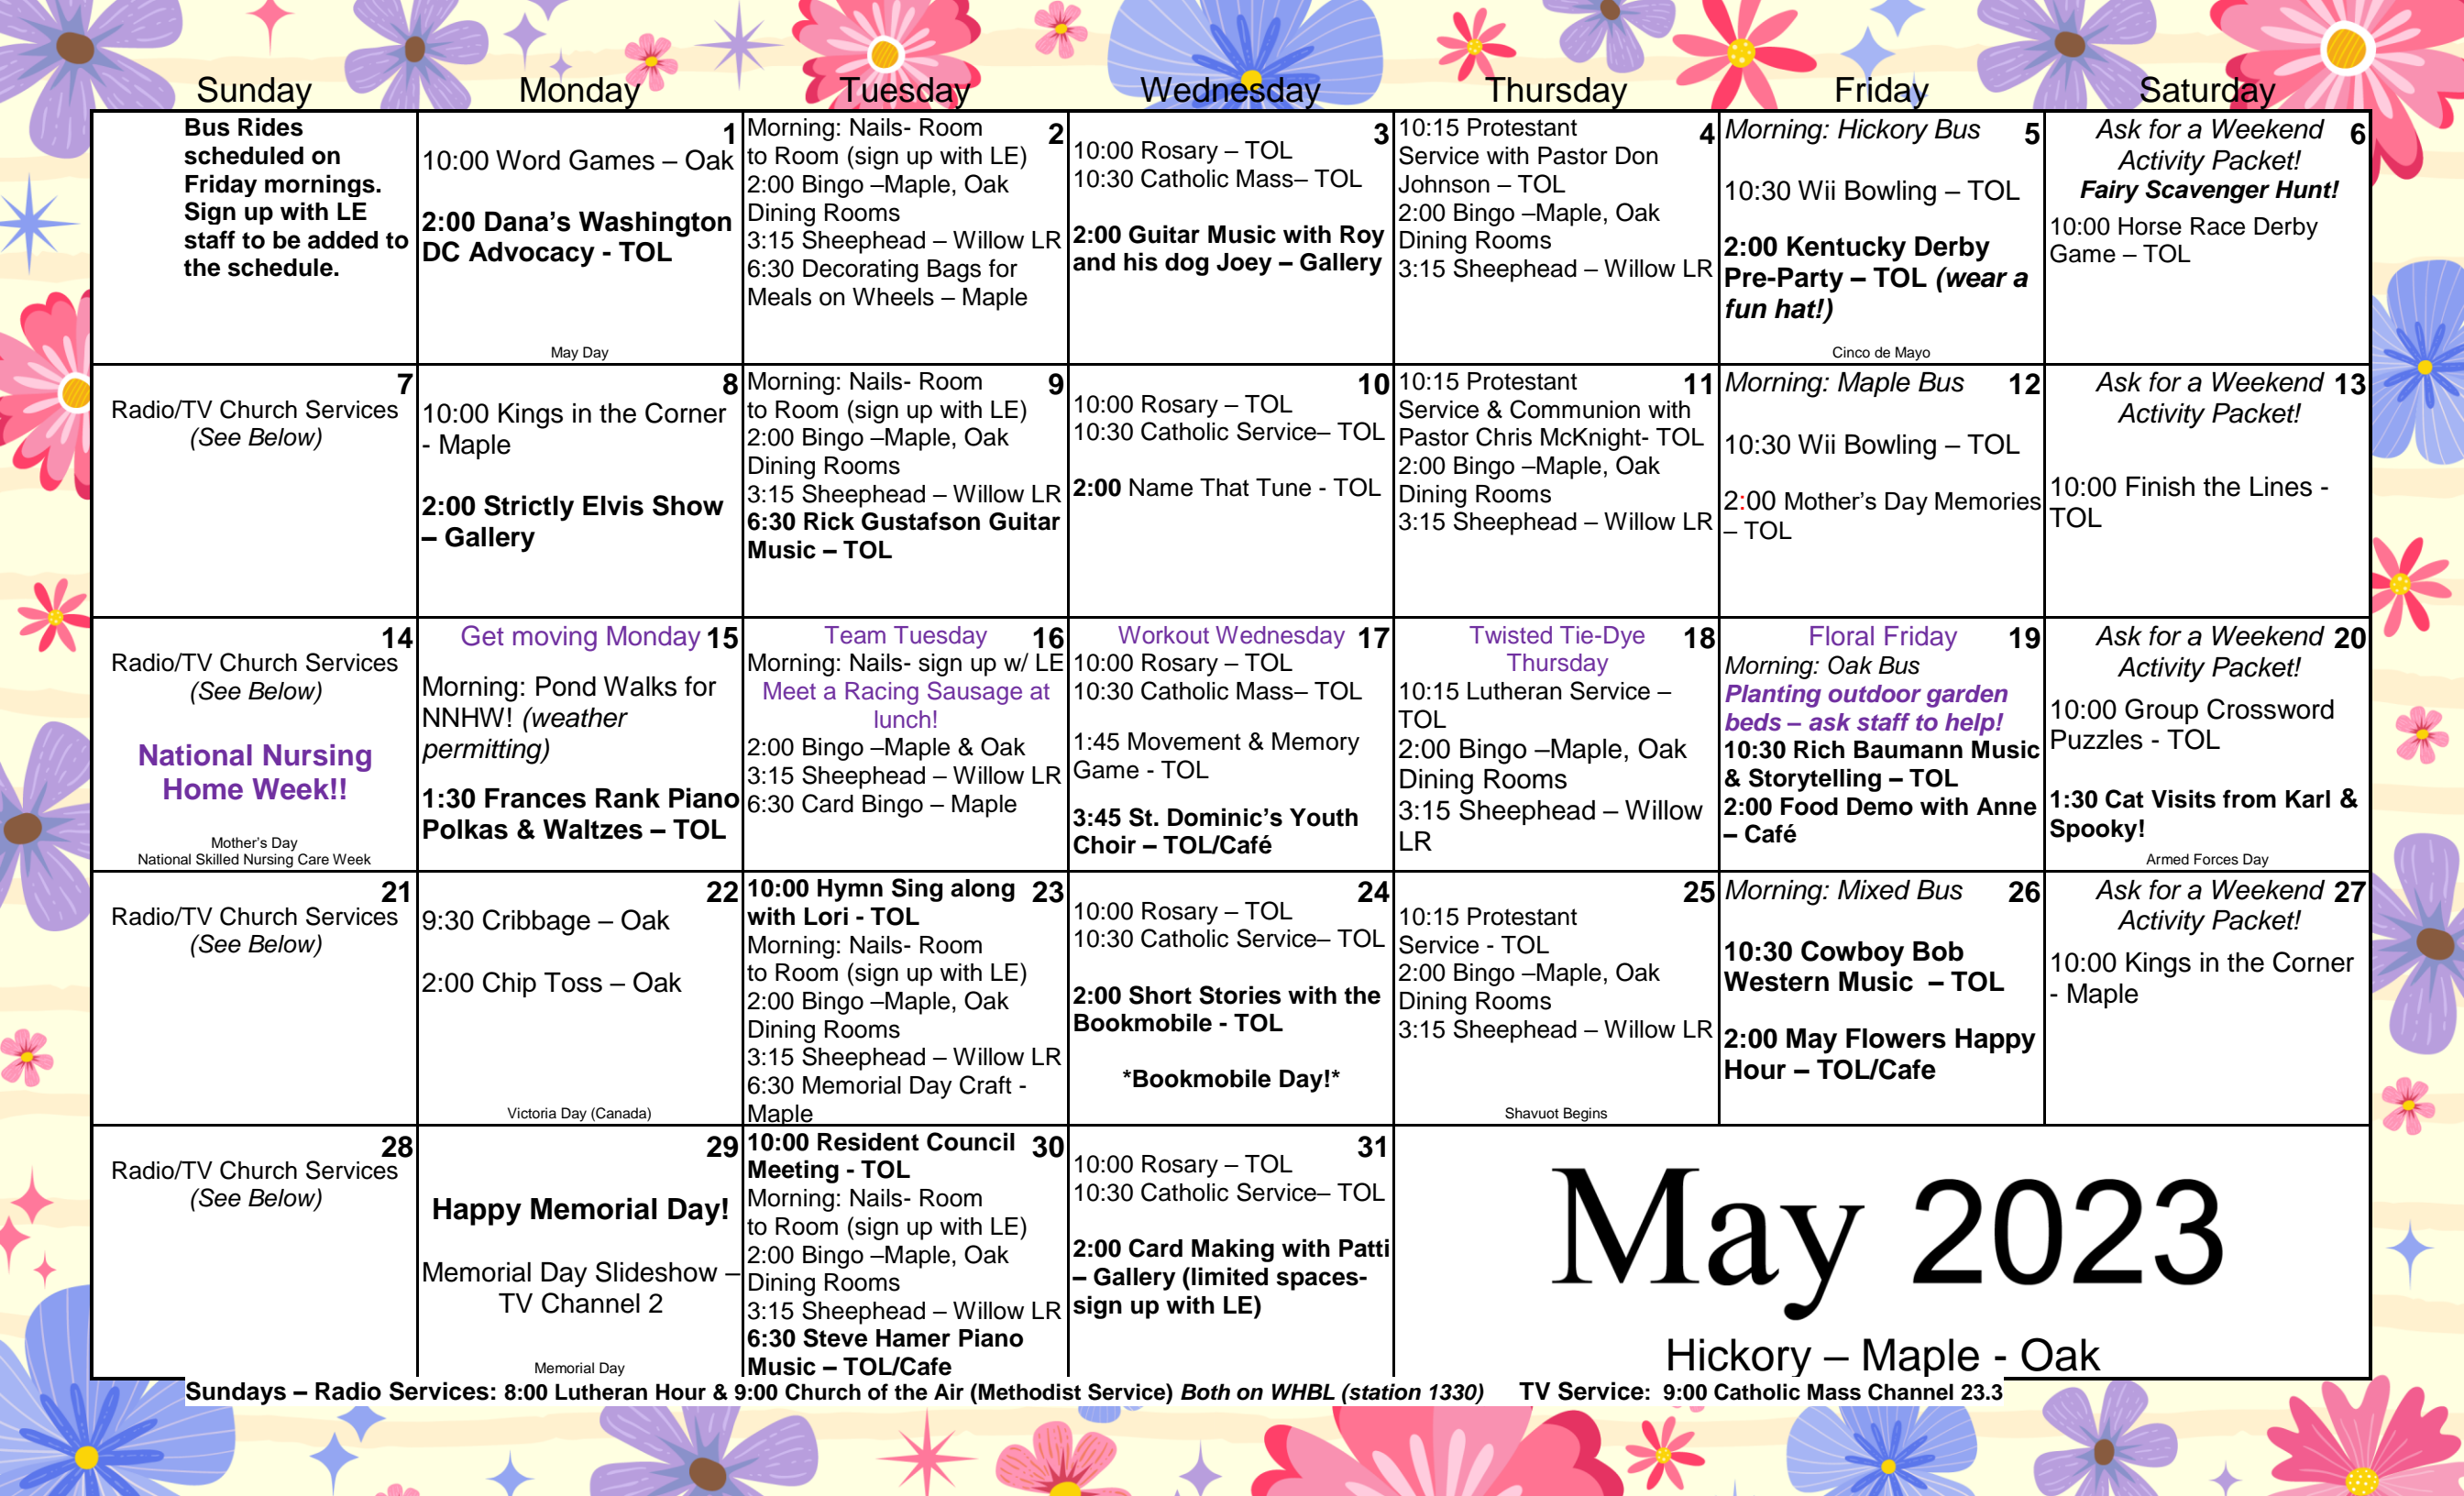 Sunday Monday Tuesday Wednesday Thursday Friday Saturday
Bus Rides
scheduled on
Friday mornings.
Sign up with LE
staff to be added to
the schedule.
1
10:00 Word Games – Oak
2:00 Dana’s Washington
DC Advocacy - TOL
May Day
Morning: Nails- Room 2
to Room (sign up with LE)
2:00 Bingo –Maple, Oak
Dining Rooms
3:15 Sheephead – Willow LR
6:30 Decorating Bags for
Meals on Wheels – Maple
3
10:00 Rosary – TOL
10:30 Catholic Mass– TOL
2:00 Guitar Music with Roy
and his dog Joey – Gallery
10:15 Protestant 4
Service with Pastor Don
Johnson – TOL
2:00 Bingo –Maple, Oak
Dining Rooms
3:15 Sheephead – Willow LR
Morning: Hickory Bus 5
10:30 Wii Bowling – TOL
2:00 Kentucky Derby
Pre-Party – TOL (wear a
fun hat!)
Cinco de Mayo
Ask for a Weekend 6
Activity Packet!
Fairy Scavenger Hunt!
10:00 Horse Race Derby
Game – TOL
7
Radio/TV Church Services
(See Below)
8
10:00 Kings in the Corner
- Maple
2:00 Strictly Elvis Show
– Gallery
Morning: Nails- Room 9
to Room (sign up with LE)
2:00 Bingo –Maple, Oak
Dining Rooms
3:15 Sheephead – Willow LR
6:30 Rick Gustafson Guitar
Music – TOL
10
10:00 Rosary – TOL
10:30 Catholic Service– TOL
2:00 Name That Tune - TOL
10:15 Protestant 11
Service & Communion with
Pastor Chris McKnight- TOL
2:00 Bingo –Maple, Oak
Dining Rooms
3:15 Sheephead – Willow LR
Morning: Maple Bus 12
10:30 Wii Bowling – TOL
2:00 Mother’s Day Memories
– TOL
Ask for a Weekend 13
Activity Packet!
10:00 Finish the Lines -
TOL
14
Radio/TV Church Services
(See Below)
National Nursing
Home Week!!
Mother’s Day
National Skilled Nursing Care Week
Get moving Monday 15
Morning: Pond Walks for
NNHW! (weather
permitting)
1:30 Frances Rank Piano
Polkas & Waltzes – TOL
Team Tuesday 16
Morning: Nails- sign up w/ LE
Meet a Racing Sausage at
lunch!
2:00 Bingo –Maple & Oak
3:15 Sheephead – Willow LR
6:30 Card Bingo – Maple
Workout Wednesday 17
10:00 Rosary – TOL
10:30 Catholic Mass– TOL
1:45 Movement & Memory
Game - TOL
3:45 St. Dominic’s Youth
Choir – TOL/Café
Twisted Tie-Dye 18
Thursday
10:15 Lutheran Service –
TOL
2:00 Bingo –Maple, Oak
Dining Rooms
3:15 Sheephead – Willow
LR
Floral Friday 19
Morning: Oak Bus
Planting outdoor garden
beds – ask staff to help!
10:30 Rich Baumann Music
& Storytelling – TOL
2:00 Food Demo with Anne
– Café
Ask for a Weekend 20
Activity Packet!
10:00 Group Crossword
Puzzles - TOL
1:30 Cat Visits from Karl &
Spooky!
Armed Forces Day
21
Radio/TV Church Services
(See Below)
22
9:30 Cribbage – Oak
2:00 Chip Toss – Oak
Victoria Day (Canada)
10:00 Hymn Sing along 23
with Lori - TOL
Morning: Nails- Room
to Room (sign up with LE)
2:00 Bingo –Maple, Oak
Dining Rooms
3:15 Sheephead – Willow LR
6:30 Memorial Day Craft -
Maple
24
10:00 Rosary – TOL
10:30 Catholic Service– TOL
2:00 Short Stories with the
Bookmobile - TOL
*Bookmobile Day!*
25
10:15 Protestant
Service - TOL
2:00 Bingo –Maple, Oak
Dining Rooms
3:15 Sheephead – Willow LR
Shavuot Begins
Morning: Mixed Bus 26
10:30 Cowboy Bob
Western Music – TOL
2:00 May Flowers Happy
Hour – TOL/Cafe
Ask for a Weekend 27
Activity Packet!
10:00 Kings in the Corner
- Maple
28
Radio/TV Church Services
(See Below)
29
Happy Memorial Day!
Memorial Day Slideshow –
TV Channel 2
Memorial Day
10:00 Resident Council 30
Meeting - TOL
Morning: Nails- Room
to Room (sign up with LE)
2:00 Bingo –Maple, Oak
Dining Rooms
3:15 Sheephead – Willow LR
6:30 Steve Hamer Piano
Music – TOL/Cafe
31
10:00 Rosary – TOL
10:30 Catholic Service– TOL
2:00 Card Making with Patti
– Gallery (limited spaces-
sign up with LE)
May 2023
Hickory – Maple - Oak
Sundays – Radio Services: 8:00 Lutheran Hour & 9:00 Church of the Air (Methodist Service) Both on WHBL (station 1330) TV Service: 9:00 Catholic Mass Channel 23.3